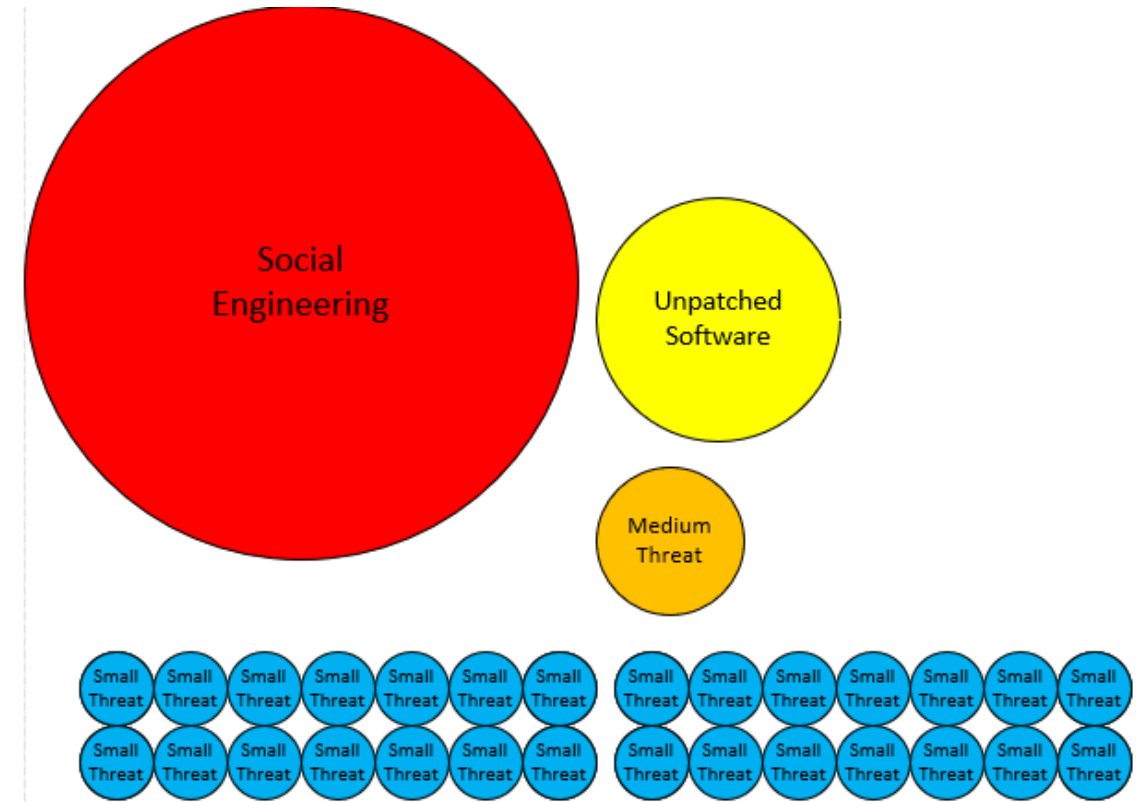 Social
Engineering
Unpatched
Software
Medium
Threat
Small Small Small Small Small Small Small Small Small Small Small Small Small Small
Threat Threat Threat Threat Threat Threat Threat Threat Threat Threat Threat Threat Threat Threat
Small Small Small Small Small Small Small Small Small Small Small Small Small Small
Threat Threat Threat Threat Threat Threat Threat Threat Threat Threat Threat Threat Threat Threat